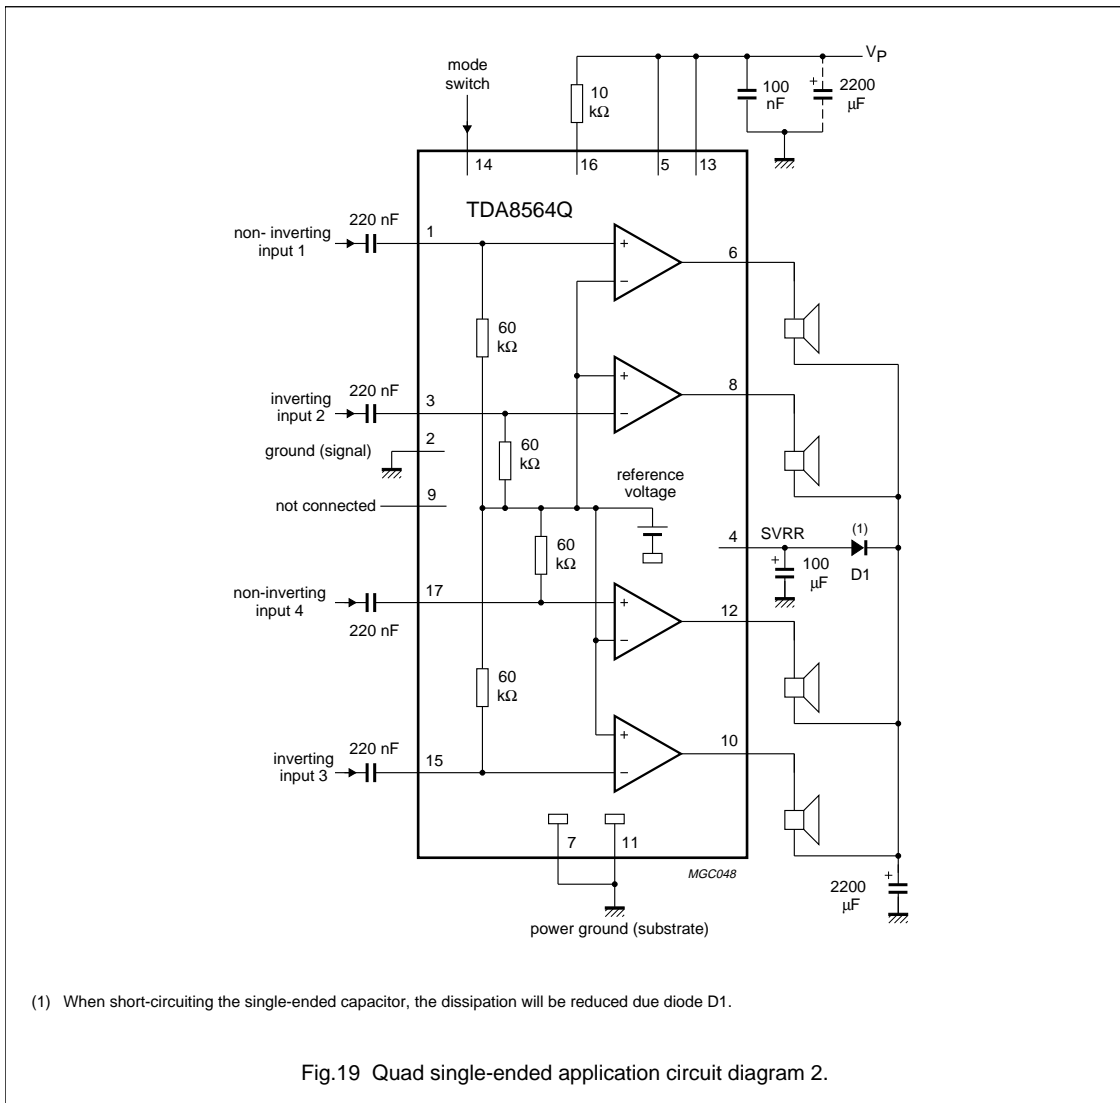 VP
mode
switch
10
kΩ
100
nF
+
2200
μF
14
16
5
13
TDA8564Q
220 nF
non- inverting
input 1
1
+
−
6
60
kΩ
220 nF
inverting
input 2
3
+
−
8
2
ground (signal)
60
kΩ
reference
voltage
9
not connected
4
SVRR
(1)
D1
+
100
μF
60
kΩ
non-inverting
input 4
17
220 nF
+
−
12
60
kΩ
220 nF
inverting
input 3
15
+
−
10
7
11
MGC048
+
2200
μF
power ground (substrate)
(1) When short-circuiting the single-ended capacitor, the dissipation will be reduced due diode D1.
Fig.19 Quad single-ended application circuit diagram 2.